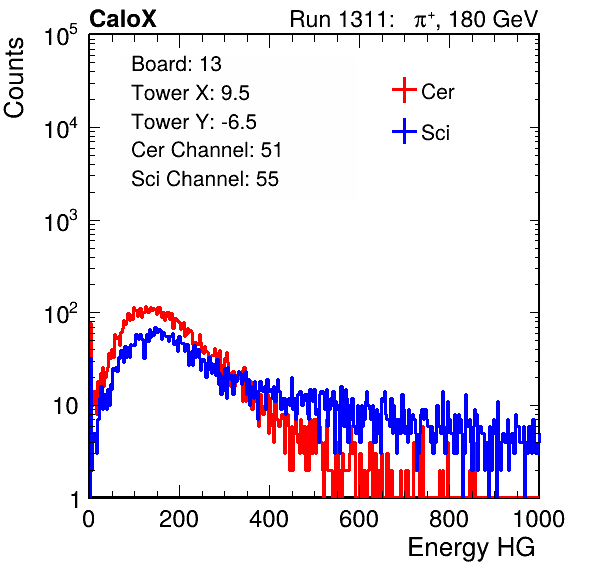 CaloX Run 1311: π⁺, 180 GeV
Counts
10⁵
10⁴
10³
10²
10
1
Board: 13
Tower X: 9.5
Tower Y: -6.5
Cer Channel: 51
Sci Channel: 55
Cer
Sci
0 200 400 600 800 1000
Energy HG